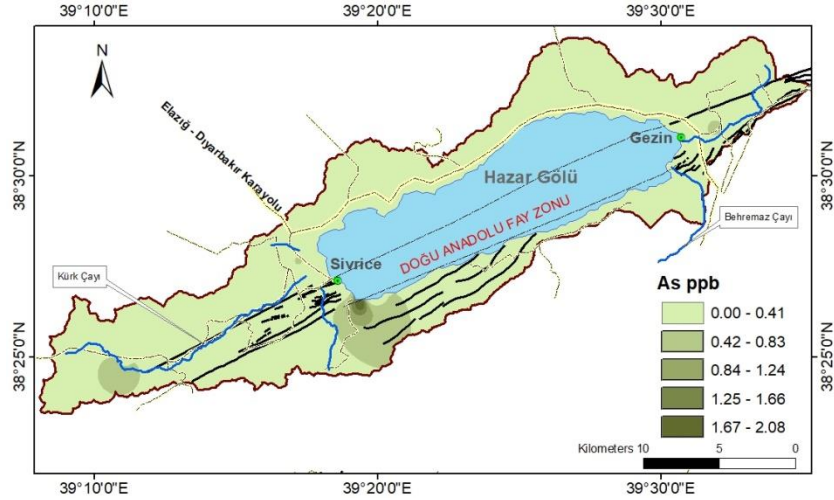 39°10'0"E
39°20'0"E
39°30'0"E
N
Elazığ - Dıyarbakır Karayolu
Gezin
Hazar Gölü
38°30'0"N
38°30'0"N
DOĞU ANADOLU FAY ZONU
Behremaz Çayı
Sivrice
Kürk Çayı
As ppb
0.00 - 0.41
0.42 - 0.83
0.84 - 1.24
1.25 - 1.66
1.67 - 2.08
38°25'0"N
38°25'0"N
Kilometers 10 5 0
39°10'0"E
39°20'0"E
39°30'0"E